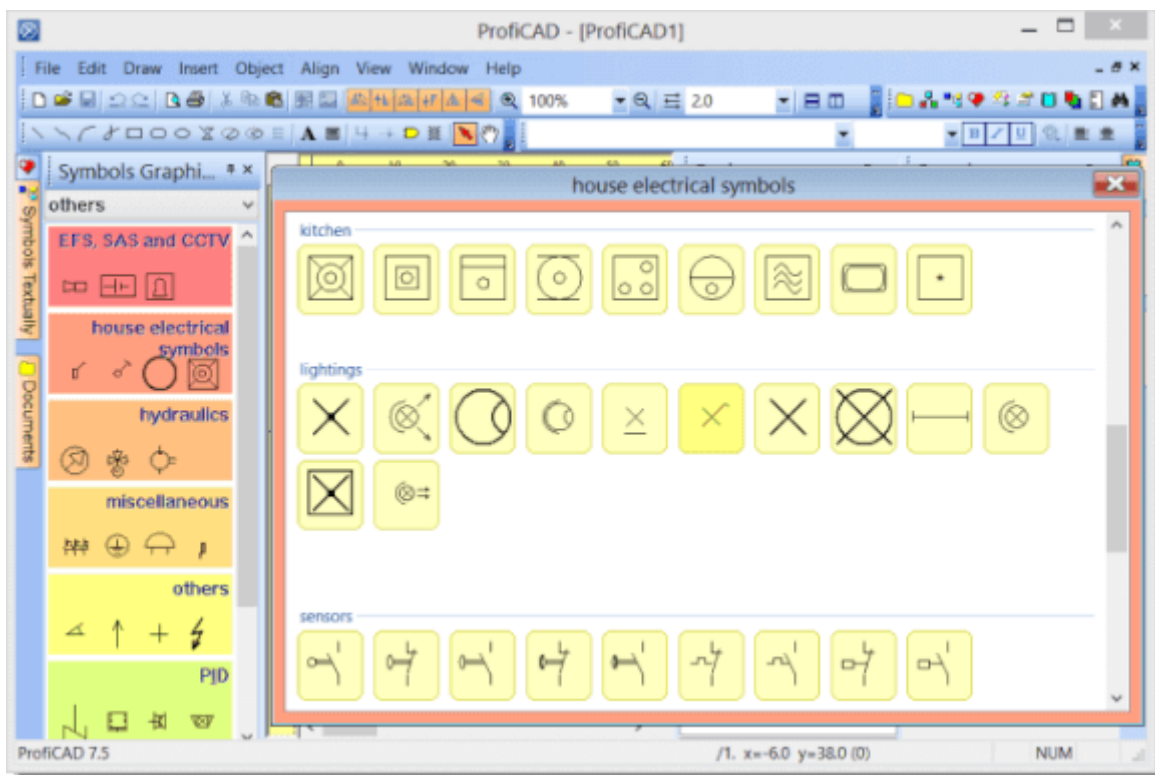 ProfiCAD - [ProfiCAD1]
File Edit Draw Insert Object Align View Window Help
100%
2.0
A
B I U
Symbols Graphi...
others
Symbols Textually
Documents
EFS, SAS and CCTV
house electrical
symbols
hydraulics
miscellaneous
others
PJD
house electrical symbols
kitchen
lightings
sensors
ProfiCAD 7.5
/1. x=-6.0 y=38.0 (0)
NUM